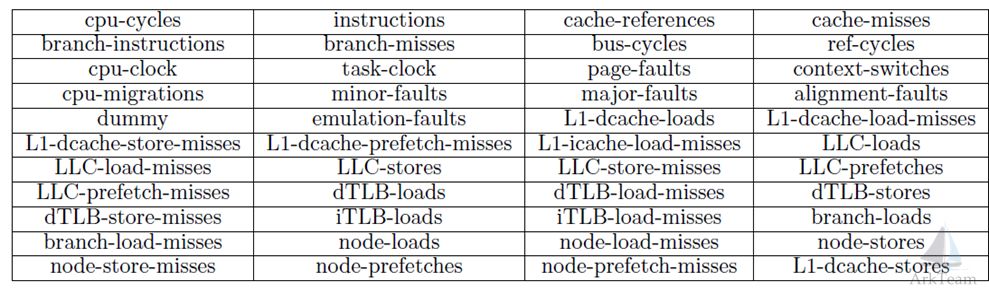 cpu-cycles instructions cache-references cache-misses
branch-instructions branch-misses bus-cycles ref-cycles
cpu-clock task-clock page-faults context-switches
cpu-migrations minor-faults major-faults alignment-faults
dummy emulation-faults L1-dcache-loads L1-dcache-load-misses
L1-dcache-store-misses L1-dcache-prefetch-misses L1-icache-load-misses LLC-loads
LLC-load-misses LLC-stores LLC-store-misses LLC-prefetches
LLC-prefetch-misses dTLB-loads dTLB-load-misses dTLB-stores
dTLB-store-misses iTLB-loads iTLB-load-misses branch-loads
branch-load-misses node-loads node-load-misses node-stores
node-store-misses node-prefetches node-prefetch-misses L1-dcache-stores
ArkTeam